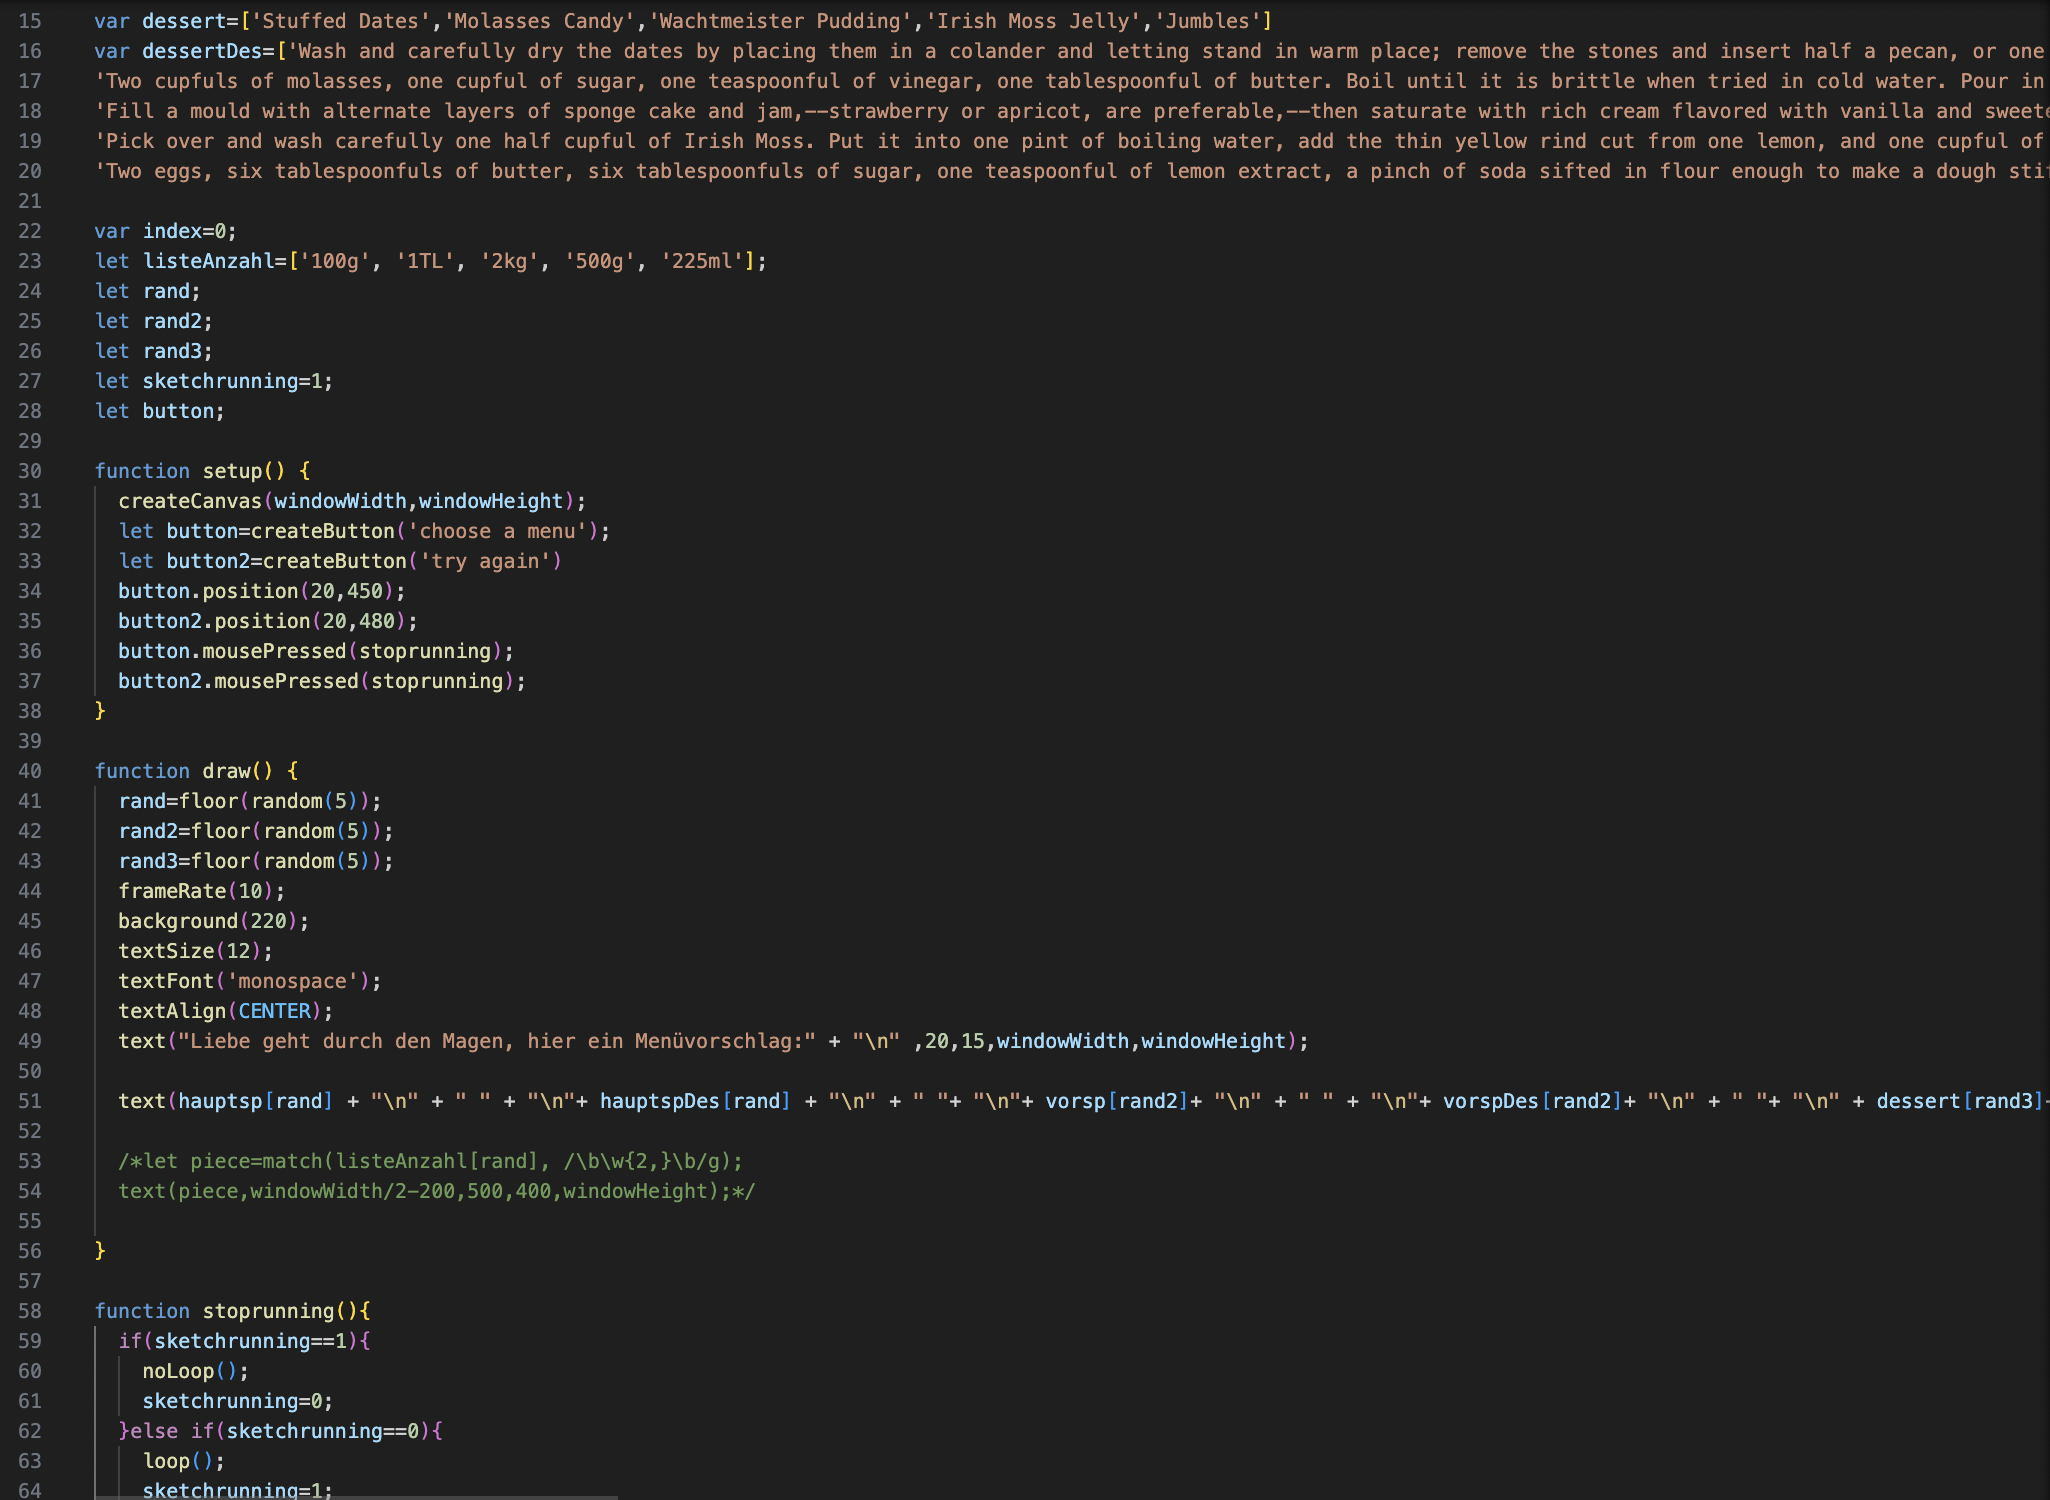 15 var dessert=['Stuffed Dates','Molasses Candy','Wachtmeister Pudding','Irish Moss Jelly','Jumbles']
16 var dessertDes=['Wash and carefully dry the dates by placing them in a colander and letting stand in warm place; remove the stones and insert half a pecan, or one
17 'Two cupfuls of molasses, one cupful of sugar, one teaspoonful of vinegar, one tablespoonful of butter. Boil until it is brittle when tried in cold water. Pour in
18 'Fill a mould with alternate layers of sponge cake and jam,--strawberry or apricot, are preferable,--then saturate with rich cream flavored with vanilla and sweete
19 'Pick over and wash carefully one half cupful of Irish Moss. Put it into one pint of boiling water, add the thin yellow rind cut from one lemon, and one cupful of
20 'Two eggs, six tablespoonfuls of butter, six tablespoonfuls of sugar, one teaspoonful of lemon extract, a pinch of soda sifted in flour enough to make a dough stif
21
22 var index=0;
23 let listeAnzahl=['100g', '1TL', '2kg', '500g', '225ml'];
24 let rand;
25 let rand2;
26 let rand3;
27 let sketchrunning=1;
28 let button;
29
30 function setup() {
31 createCanvas(windowWidth,windowHeight);
32 let button=createButton('choose a menu');
33 let button2=createButton('try again')
34 button.position(20,450);
35 button2.position(20,480);
36 button.mousePressed(stoprunning);
37 button2.mousePressed(stoprunning);
38 }
39
40 function draw() {
41 rand=floor(random(5));
42 rand2=floor(random(5));
43 rand3=floor(random(5));
44 frameRate(10);
45 background(220);
46 textSize(12);
47 textFont('monospace');
48 textAlign(CENTER);
49 text("Liebe geht durch den Magen, hier ein Menüvorschlag:" + "\n" ,20,15,windowWidth,windowHeight);
50
51 text(hauptsp[rand] + "\n" + " " + "\n"+ hauptspDes[rand] + "\n" + " "+ "\n"+ vorsp[rand2]+ "\n" + " " + "\n"+ vorspDes[rand2]+ "\n" + " "+ "\n" + dessert[rand3]+
52
53 /*let piece=match(listeAnzahl[rand], /\b\w{2,}\b/g);
54 text(piece,windowWidth/2-200,500,400,windowHeight);*/
55
56 }
57
58 function stoprunning(){
59 if(sketchrunning==1){
60 noLoop();
61 sketchrunning=0;
62 }else if(sketchrunning==0){
63 loop();
64 sketchrunning=1;